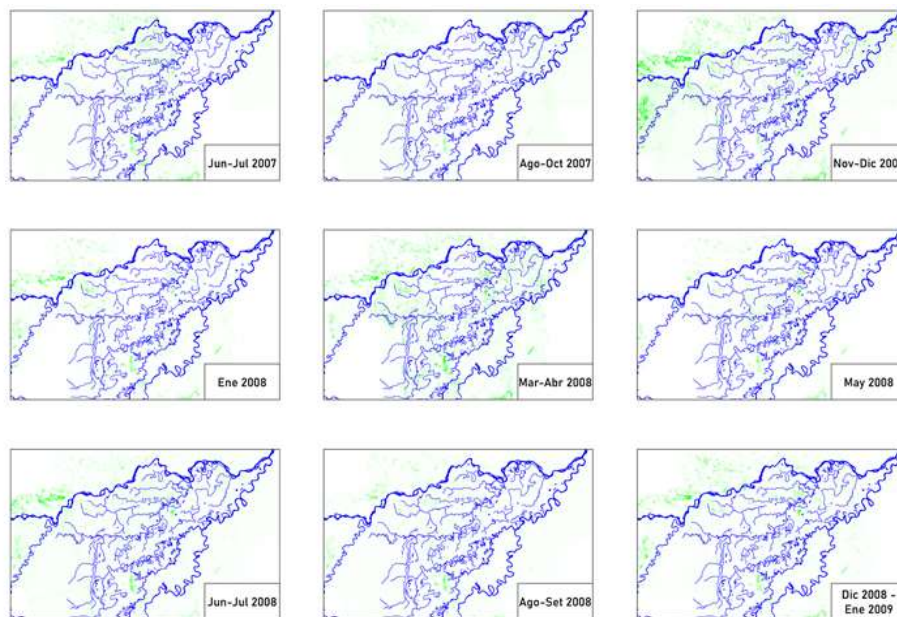 Jun-Jul 2007
Ago-Oct 2007
Nov-Dic 200
Ene 2008
Mar-Abr 2008
May 2008
Jun-Jul 2008
Ago-Set 2008
Dic 2008 -
Ene 2009